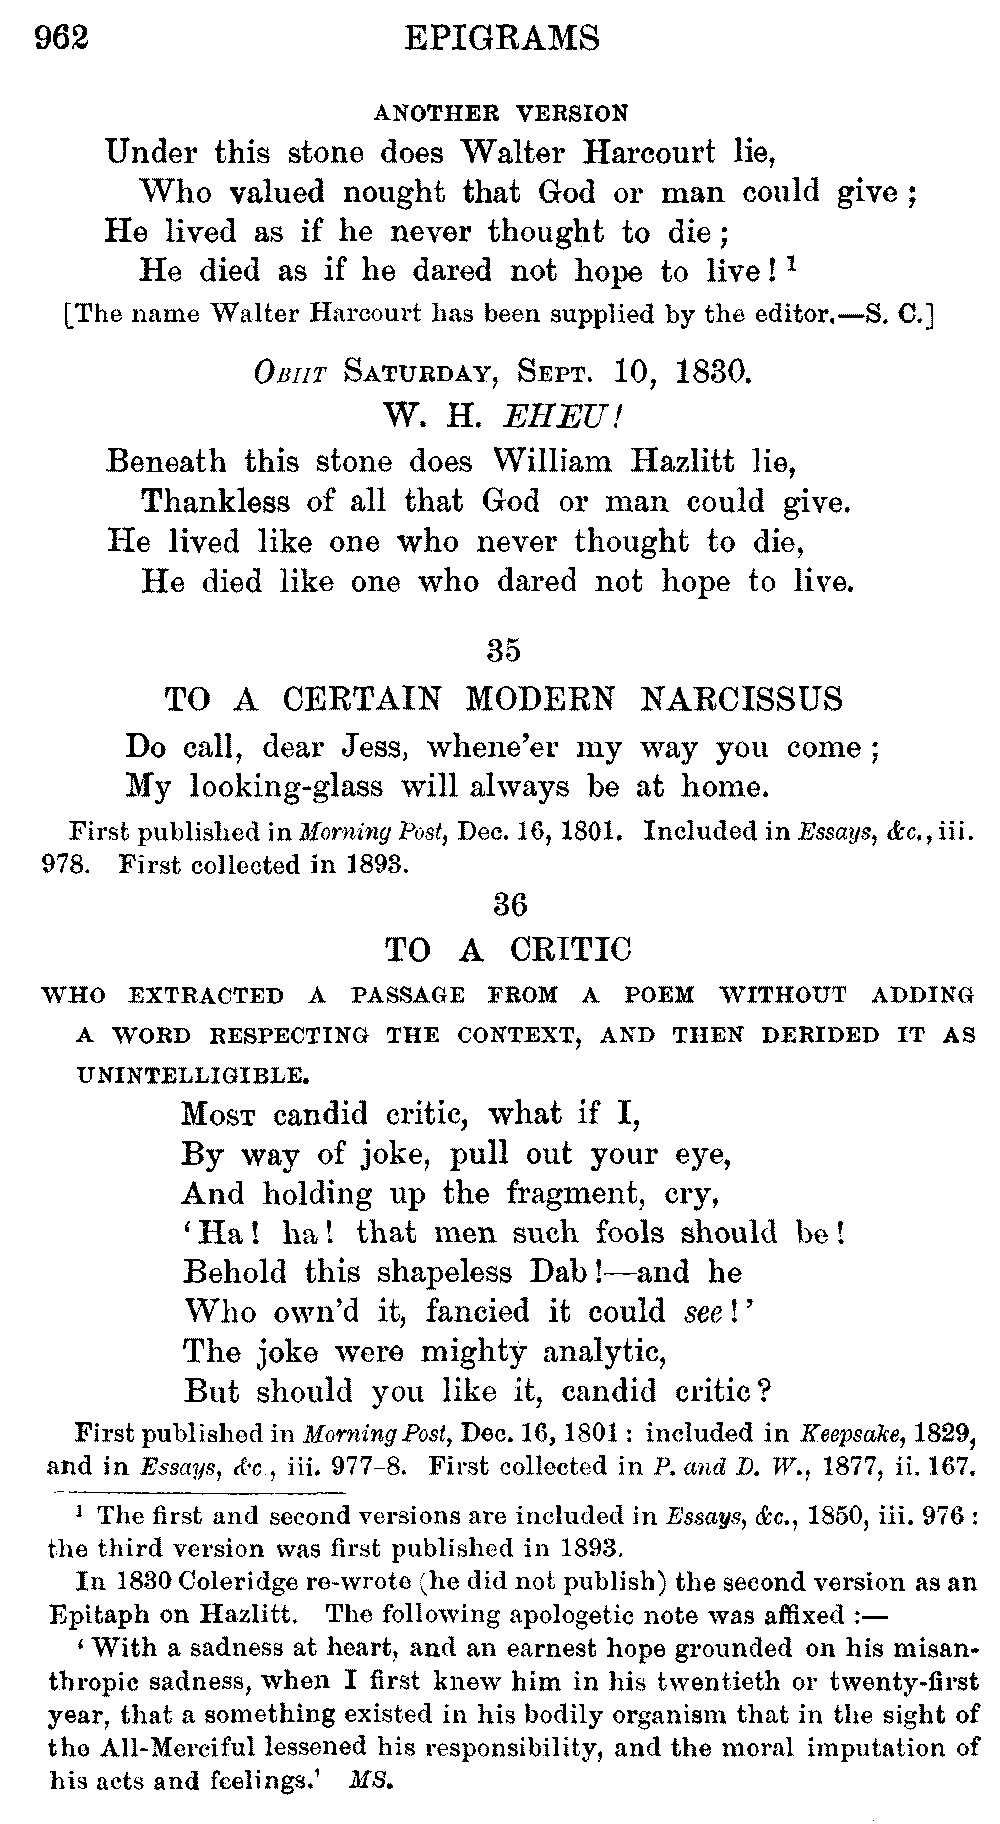 962 EPIGRAMS
ANOTHER VERSION
Under this stone does Walter Harcourt lie,
Who valued nought that God or man could give ;
He lived as if he never thought to die ;
He died as if he dared not hope to live ! ¹
[The name Walter Harcourt has been supplied by the editor.—S. C.]
OBIIT SATURDAY, SEPT. 10, 1830.
W. H. EHEU!
Beneath this stone does William Hazlitt lie,
Thankless of all that God or man could give.
He lived like one who never thought to die,
He died like one who dared not hope to live.
35
TO A CERTAIN MODERN NARCISSUS
Do call, dear Jess, whene'er my way you come ;
My looking-glass will always be at home.
First published in Morning Post, Dec. 16, 1801. Included in Essays, &c., iii.
978. First collected in 1893.
36
TO A CRITIC
WHO EXTRACTED A PASSAGE FROM A POEM WITHOUT ADDING
A WORD RESPECTING THE CONTEXT, AND THEN DERIDED IT AS
UNINTELLIGIBLE.
MOST candid critic, what if I,
By way of joke, pull out your eye,
And holding up the fragment, cry,
‘Ha ! ha ! that men such fools should be !
Behold this shapeless Dab !—and he
Who own'd it, fancied it could see !’
The joke were mighty analytic,
But should you like it, candid critic ?
First published in Morning Post, Dec. 16, 1801 : included in Keepsake, 1829,
and in Essays, &c., iii. 977-8. First collected in P. and D. W., 1877, ii. 167.
¹ The first and second versions are included in Essays, &c., 1850, iii. 976 :
the third version was first published in 1893.
In 1830 Coleridge re-wrote (he did not publish) the second version as an
Epitaph on Hazlitt. The following apologetic note was affixed :—
‘With a sadness at heart, and an earnest hope grounded on his misan-
thropic sadness, when I first knew him in his twentieth or twenty-first
year, that a something existed in his bodily organism that in the sight of
the All-Merciful lessened his responsibility, and the moral imputation of
his acts and feelings.’ MS.